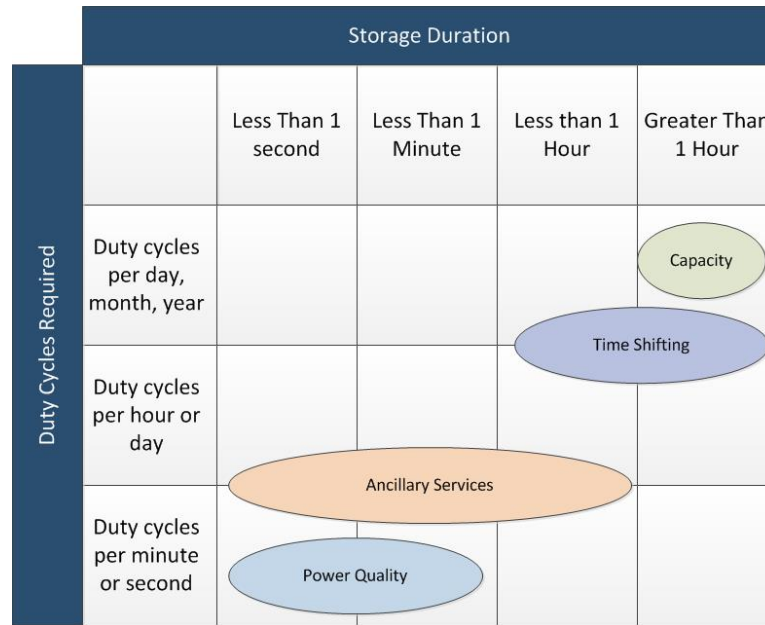 Storage Duration
Less Than 1
second
Less Than 1
Minute
Less than 1
Hour
Greater Than
1 Hour
Duty Cycles Required
Duty cycles
per day,
month, year
Capacity
Time Shifting
Duty cycles
per hour or
day
Ancillary Services
Duty cycles
per minute
or second
Power Quality